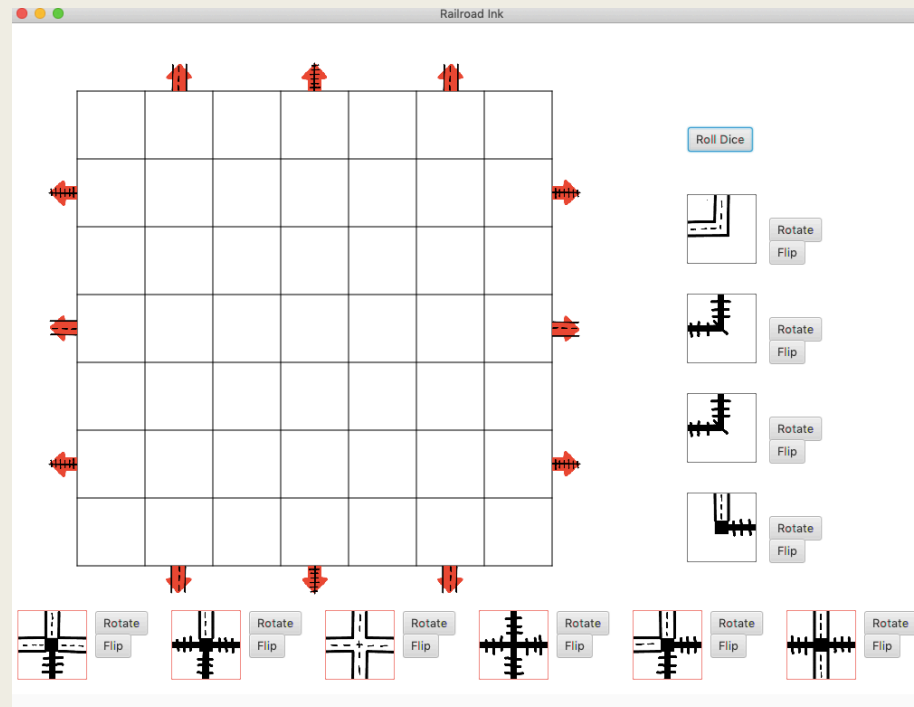 Railroad Ink
Roll Dice
Rotate
Flip
Rotate
Flip
Rotate
Flip
Rotate
Flip
Rotate Rotate Rotate Rotate Rotate Rotate
Flip Flip Flip Flip Flip Flip